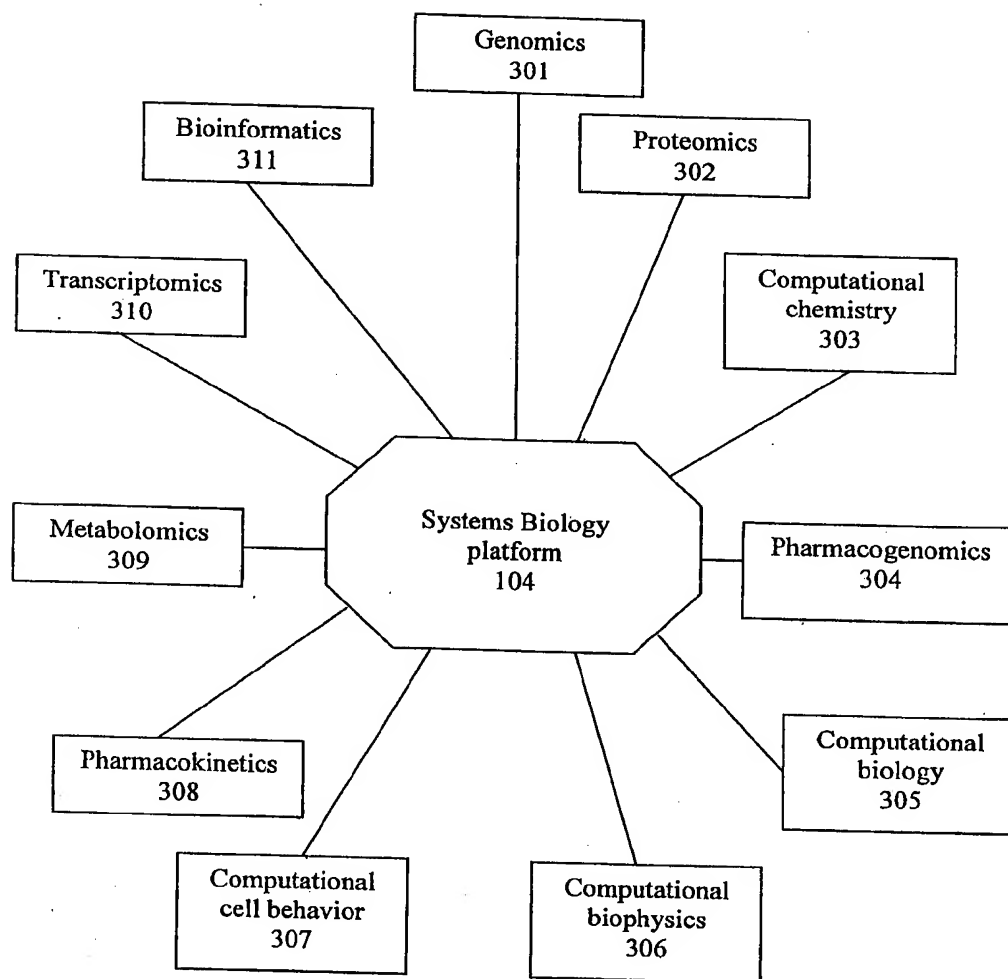 Genomics
301
Bioinformatics
311
Proteomics
302
Transcriptomics
310
Computational
chemistry
303
Systems Biology
platform
104
Metabolomics
309
Pharmacogenomics
304
Pharmacokinetics
308
Computational
biology
305
Computational
cell behavior
307
Computational
biophysics
306